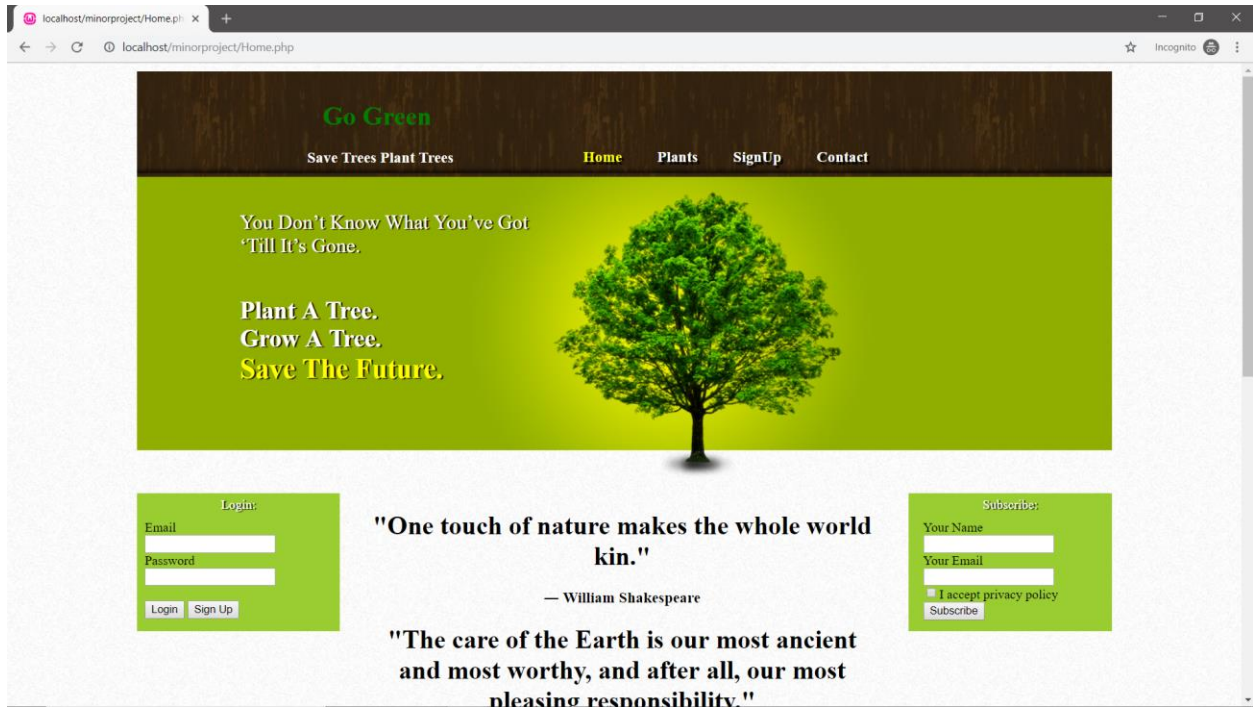 localhost/minorproject/Home.ph
localhost/minorproject/Home.php
Incognito
Go Green
Save Trees Plant Trees
Home Plants SignUp Contact
You Don’t Know What You’ve Got
‘Till It’s Gone.
Plant A Tree.
Grow A Tree.
Save The Future.
Login:
Email
Password
Login Sign Up
"One touch of nature makes the whole world
kin."
— William Shakespeare
"The care of the Earth is our most ancient
and most worthy, and after all, our most
pleasing responsibility."
Subscribe:
Your Name
Your Email
I accept privacy policy
Subscribe